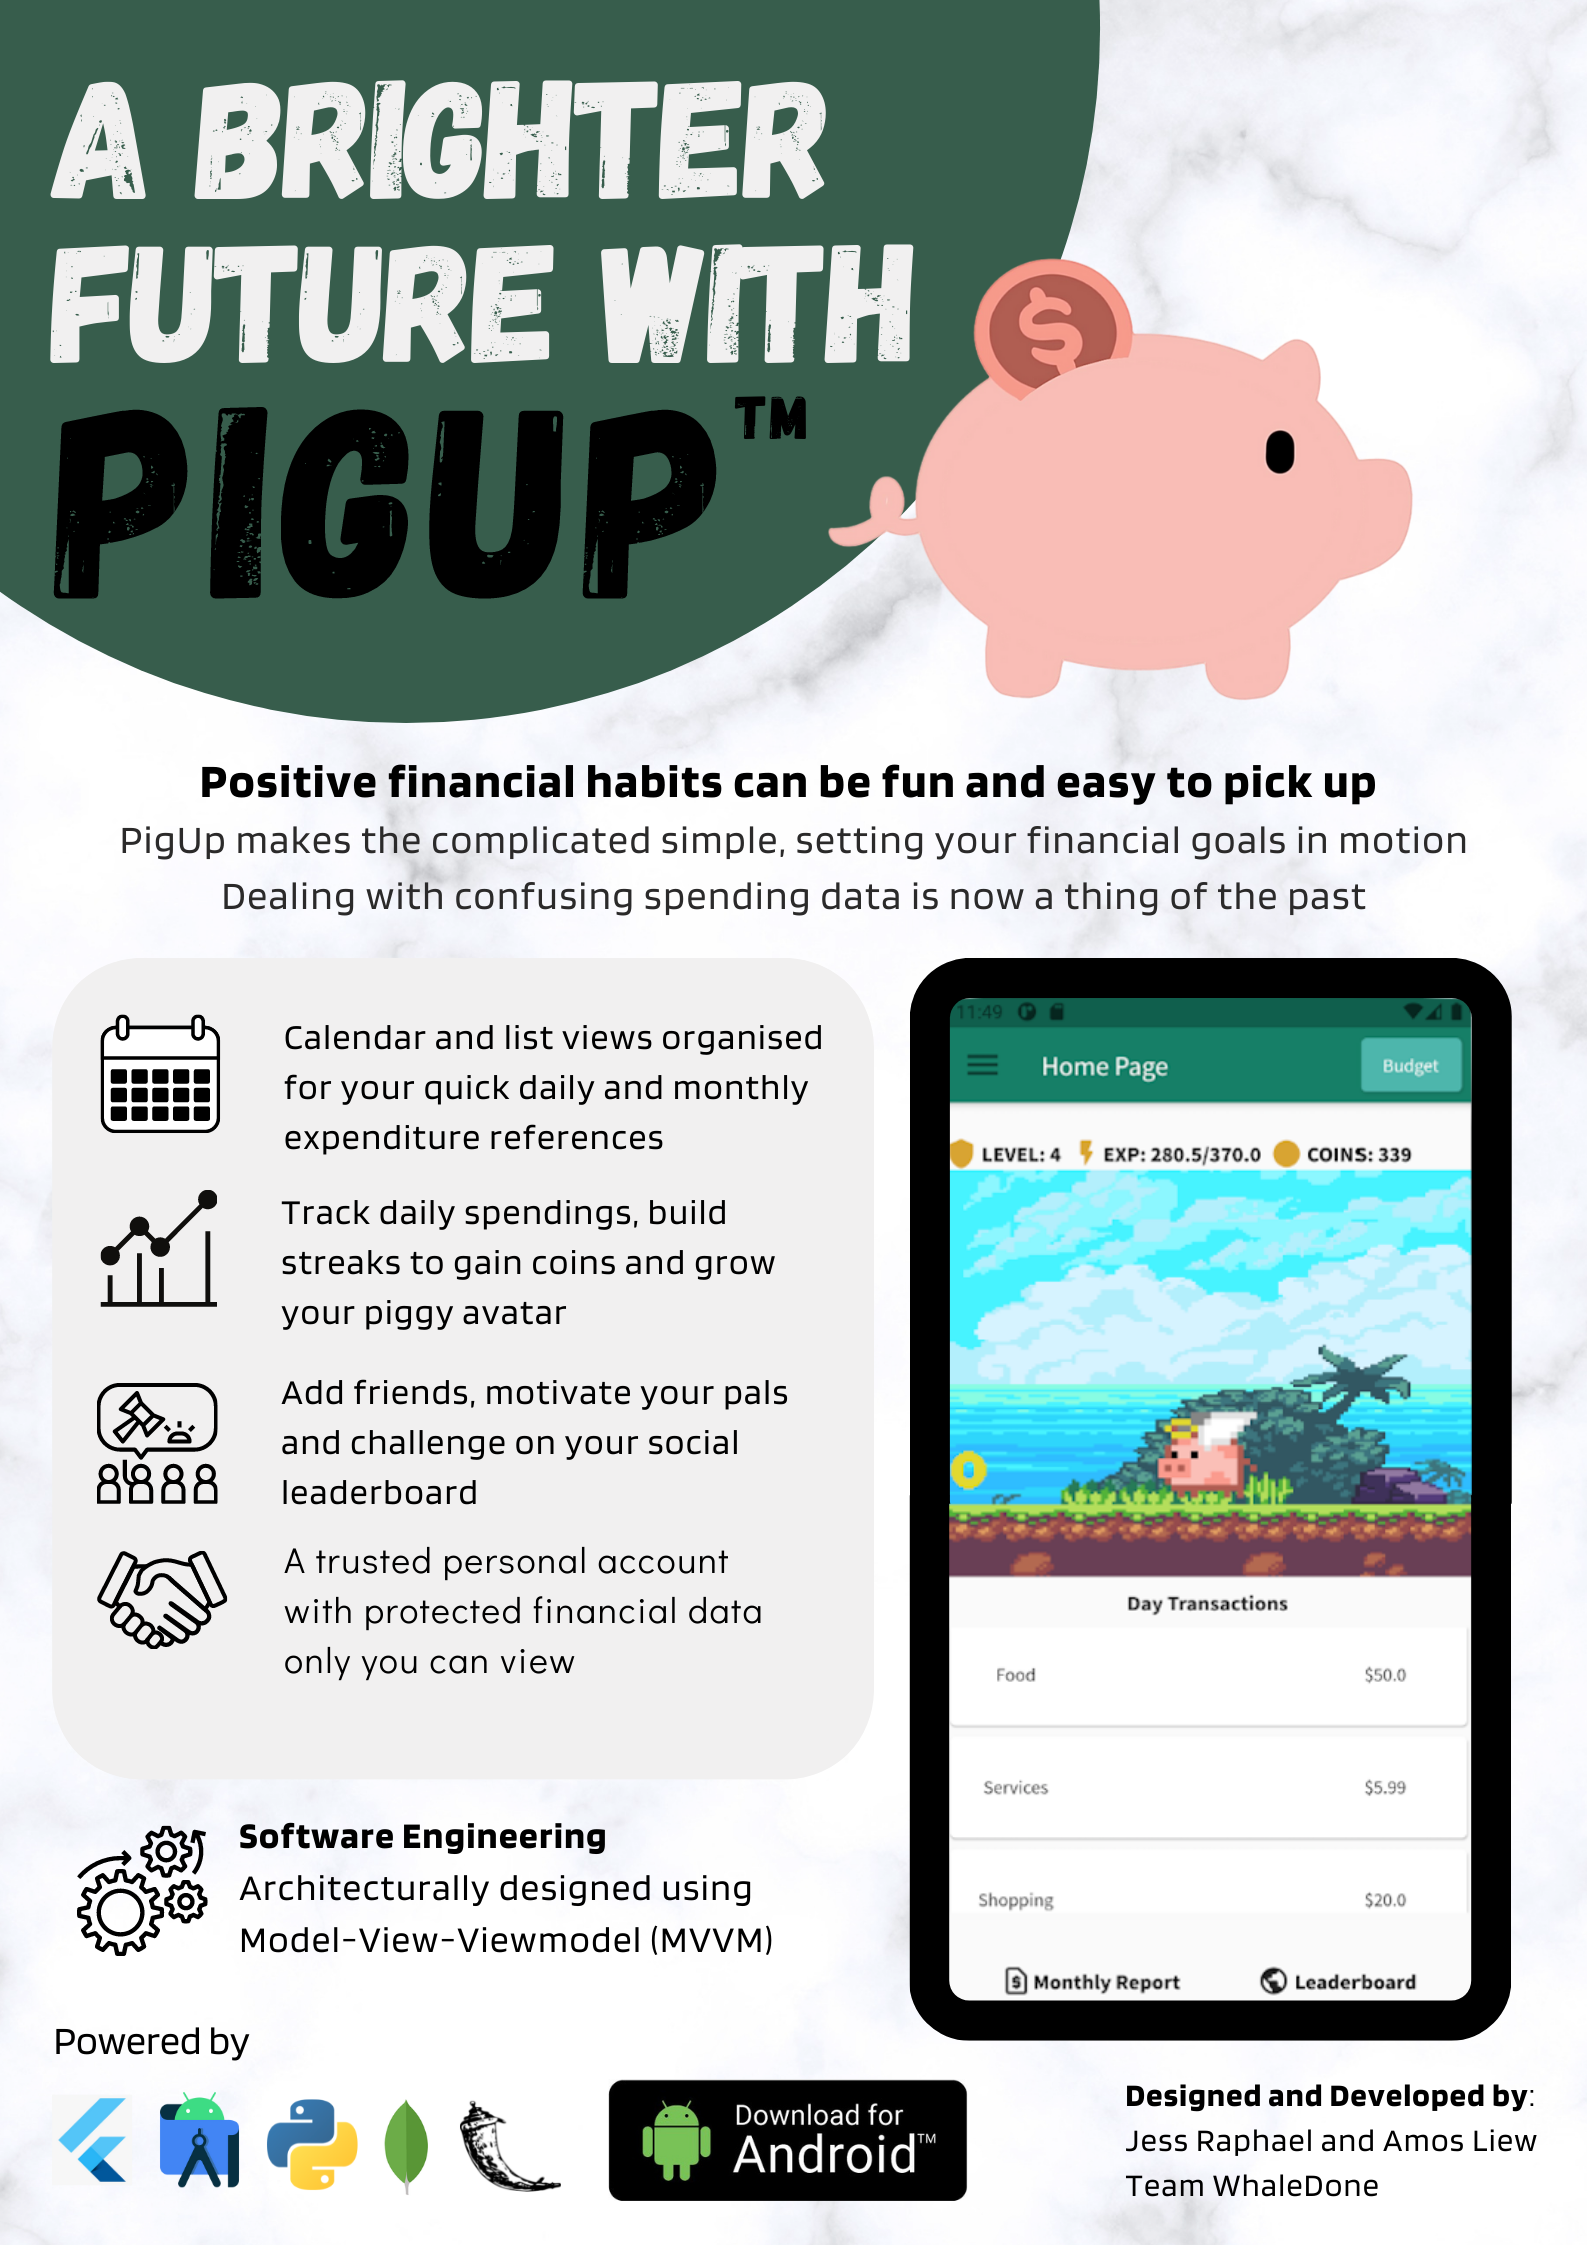 A BRIGHTER
FUTURE WITH
PIGUP™
Positive financial habits can be fun and easy to pick up
PigUp makes the complicated simple, setting your financial goals in motion
Dealing with confusing spending data is now a thing of the past
Calendar and list views organised
for your quick daily and monthly
expenditure references
Track daily spendings, build
streaks to gain coins and grow
your piggy avatar
Add friends, motivate your pals
and challenge on your social
leaderboard
A trusted personal account
with protected financial data
only you can view
11:49
Home Page Budget
LEVEL: 4 EXP: 280.5/370.0 COINS: 339
Day Transactions
Food $50.0
Services $5.99
Shopping $20.0
Monthly Report Leaderboard
Software Engineering
Architecturally designed using
Model-View-Viewmodel (MVVM)
Powered by
Download for
Android™
Designed and Developed by:
Jess Raphael and Amos Liew
Team WhaleDone